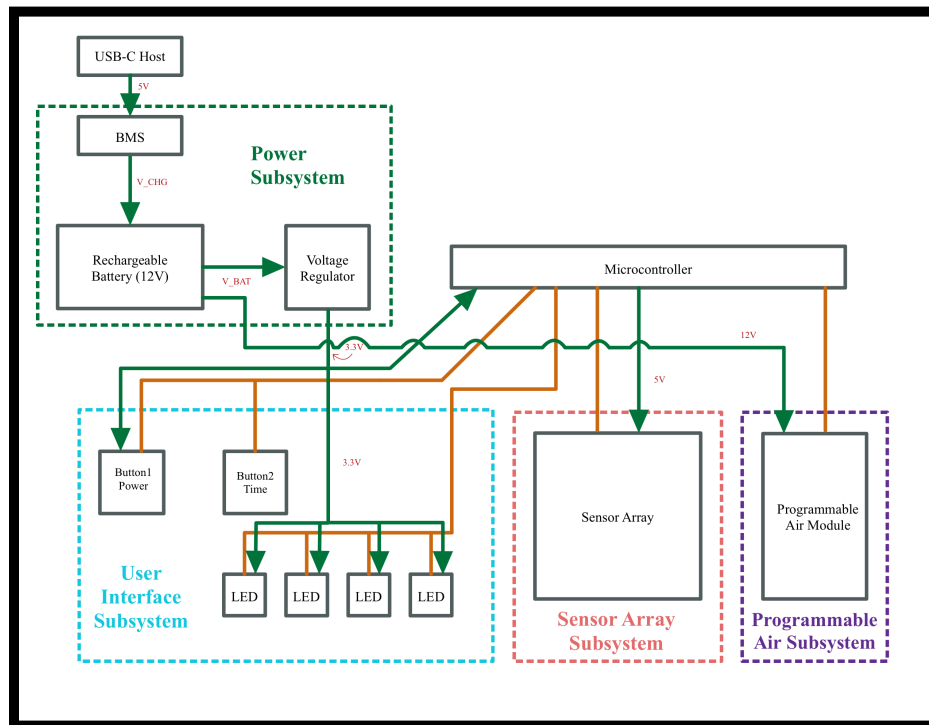 USB-C Host
5V
BMS
Power
Subsystem
V_CHG
Rechargeable
Battery (12V)
V_BAT
Voltage
Regulator
Microcontroller
3.3V
12V
5V
Button1
Power
Button2
Time
3.3V
Sensor Array
Programmable
Air Module
User
Interface
Subsystem
LED
LED
LED
LED
Sensor Array
Subsystem
Programmable
Air Subsystem